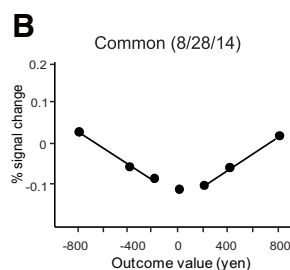 B
Common (8/28/14)
% signal change
0.2
0.1
0
-0.1
-800 -400 0 400 800
Outcome value (yen)